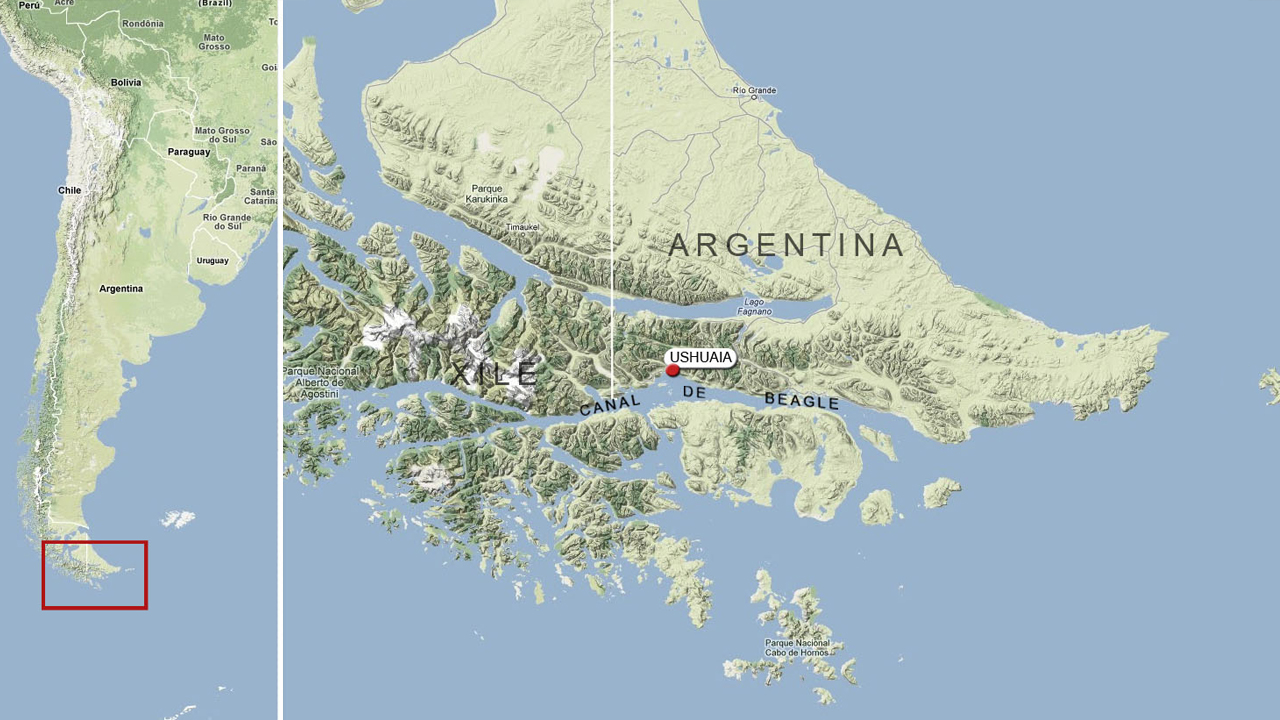 Perú
Acre
(Brazil)
Rondônia
To
Mato
Grosso
Goi
Bolivia
Mato Grosso
do Sul
São
Paraguay
Paraná
Chile
Santa
Catarina
Rio Grande
do Sul
Uruguay
Argentina
Rio Grande
Parque
Karukinka
Timaukel
ARGENTINA
Lago
Fagnano
USHUAIA
XILE
Parque Nacional
Alberto de
Agostini
CANAL DE BEAGLE
Parque Nacional
Cabo de Hornos